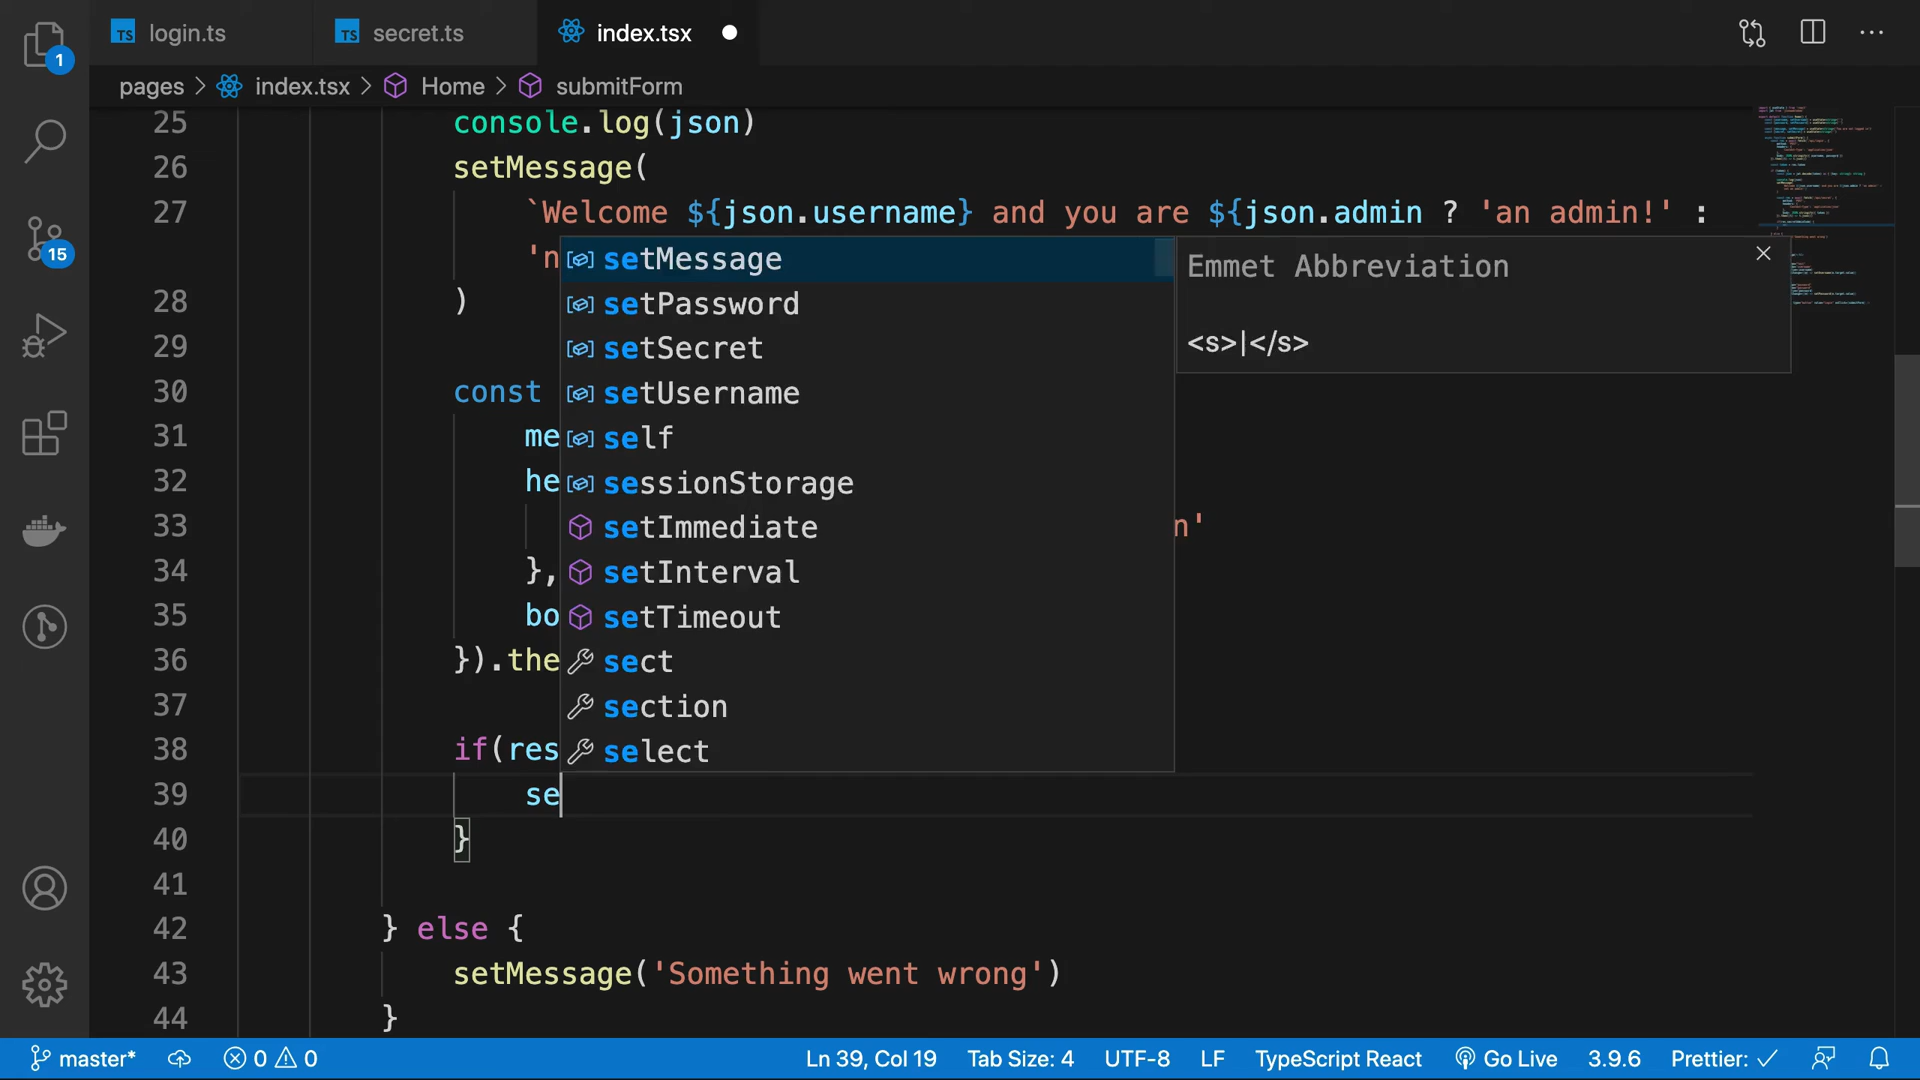 login.ts
secret.ts
index.tsx
pages > index.tsx > Home > submitForm
1
15
25 console.log(json)
26 setMessage(
27 `Welcome ${json.username} and you are ${json.admin ? 'an admin!' :
'n
28 )
29
30 const
31 me
32 he
33 n'
34 },
35 bo
36 }).the
37
38 if(res
39 se
40 }
41
42 } else {
43 setMessage('Something went wrong')
44 }
setMessage
setPassword
setSecret
setUsername
self
sessionStorage
setImmediate
setInterval
setTimeout
sect
section
select
Emmet Abbreviation
<s>|</s>
master* 0 0 Ln 39, Col 19 Tab Size: 4 UTF-8 LF TypeScript React Go Live 3.9.6 Prettier: ✓